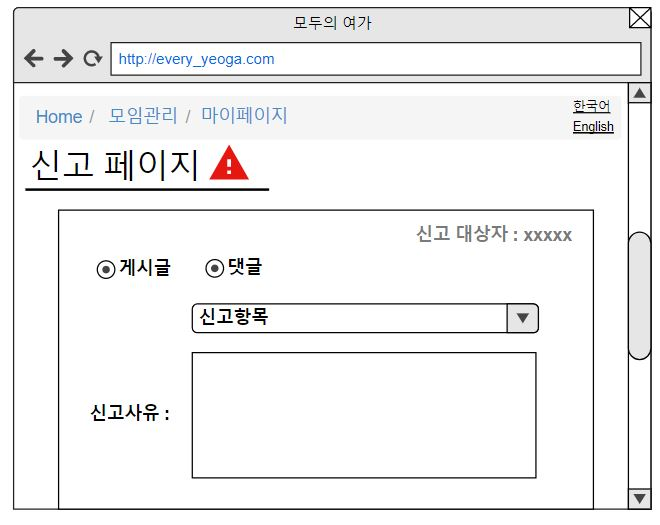 모두의 여가
http://every_yeoga.com
Home / 모임관리 / 마이페이지
한국어
English
신고 페이지
신고 대상자 : xxxxx
게시글 댓글
신고항목
신고사유 :